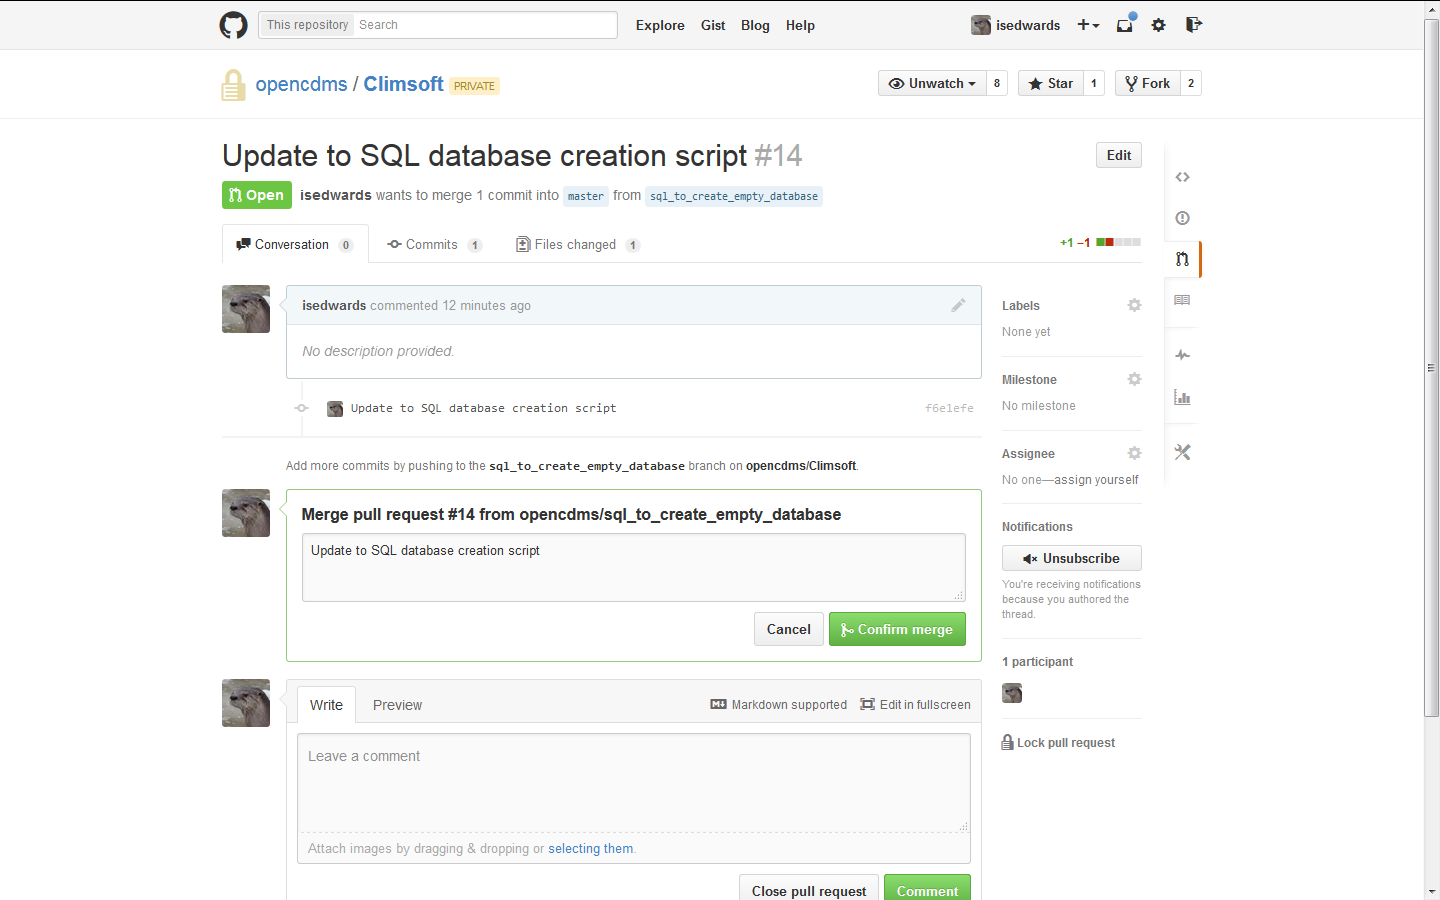 This repository Search Explore Gist Blog Help isedwards
opencdms / Climsoft PRIVATE Unwatch 8 Star 1 Fork 2
Update to SQL database creation script #14 Edit
Open isedwards wants to merge 1 commit into master from sql_to_create_empty_database
Conversation 0 Commits 1 Files changed 1 +1 −1
isedwards commented 12 minutes ago
No description provided.
Update to SQL database creation script f6e1efe
Add more commits by pushing to the sql_to_create_empty_database branch on opencdms/Climsoft.
Merge pull request #14 from opencdms/sql_to_create_empty_database
Update to SQL database creation script
Cancel Confirm merge
Write Preview Markdown supported Edit in fullscreen
Leave a comment
Attach images by dragging & dropping or selecting them.
Close pull request Comment
Labels
None yet
Milestone
No milestone
Assignee
No one—assign yourself
Notifications
Unsubscribe
You're receiving notifications
because you authored the
thread.
1 participant
Lock pull request